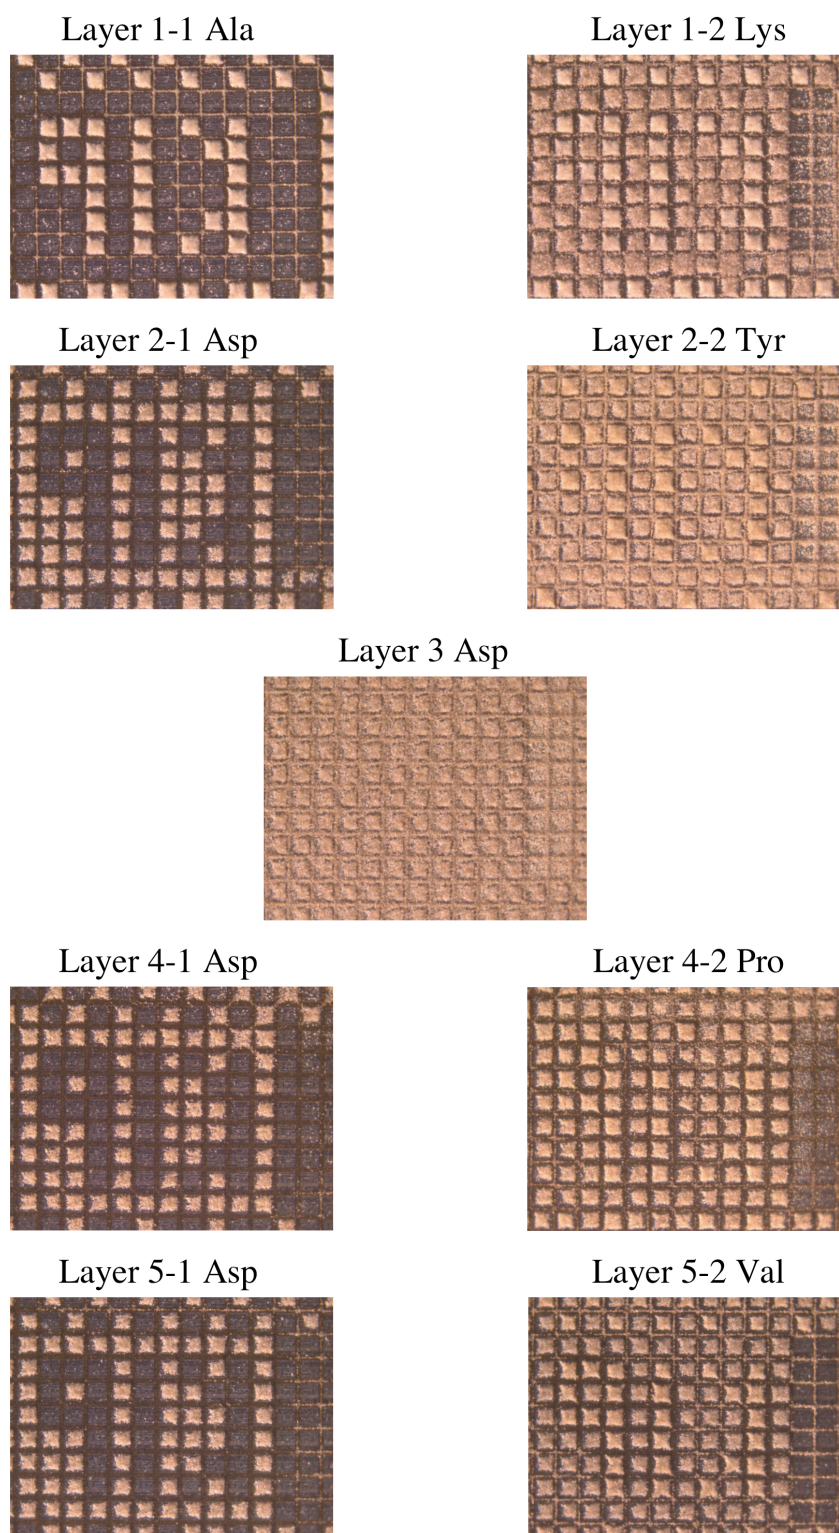 Layer 1-1 Ala
Layer 1-2 Lys
Layer 2-1 Asp
Layer 2-2 Tyr
Layer 3 Asp
Layer 4-1 Asp
Layer 4-2 Pro
Layer 5-1 Asp
Layer 5-2 Val